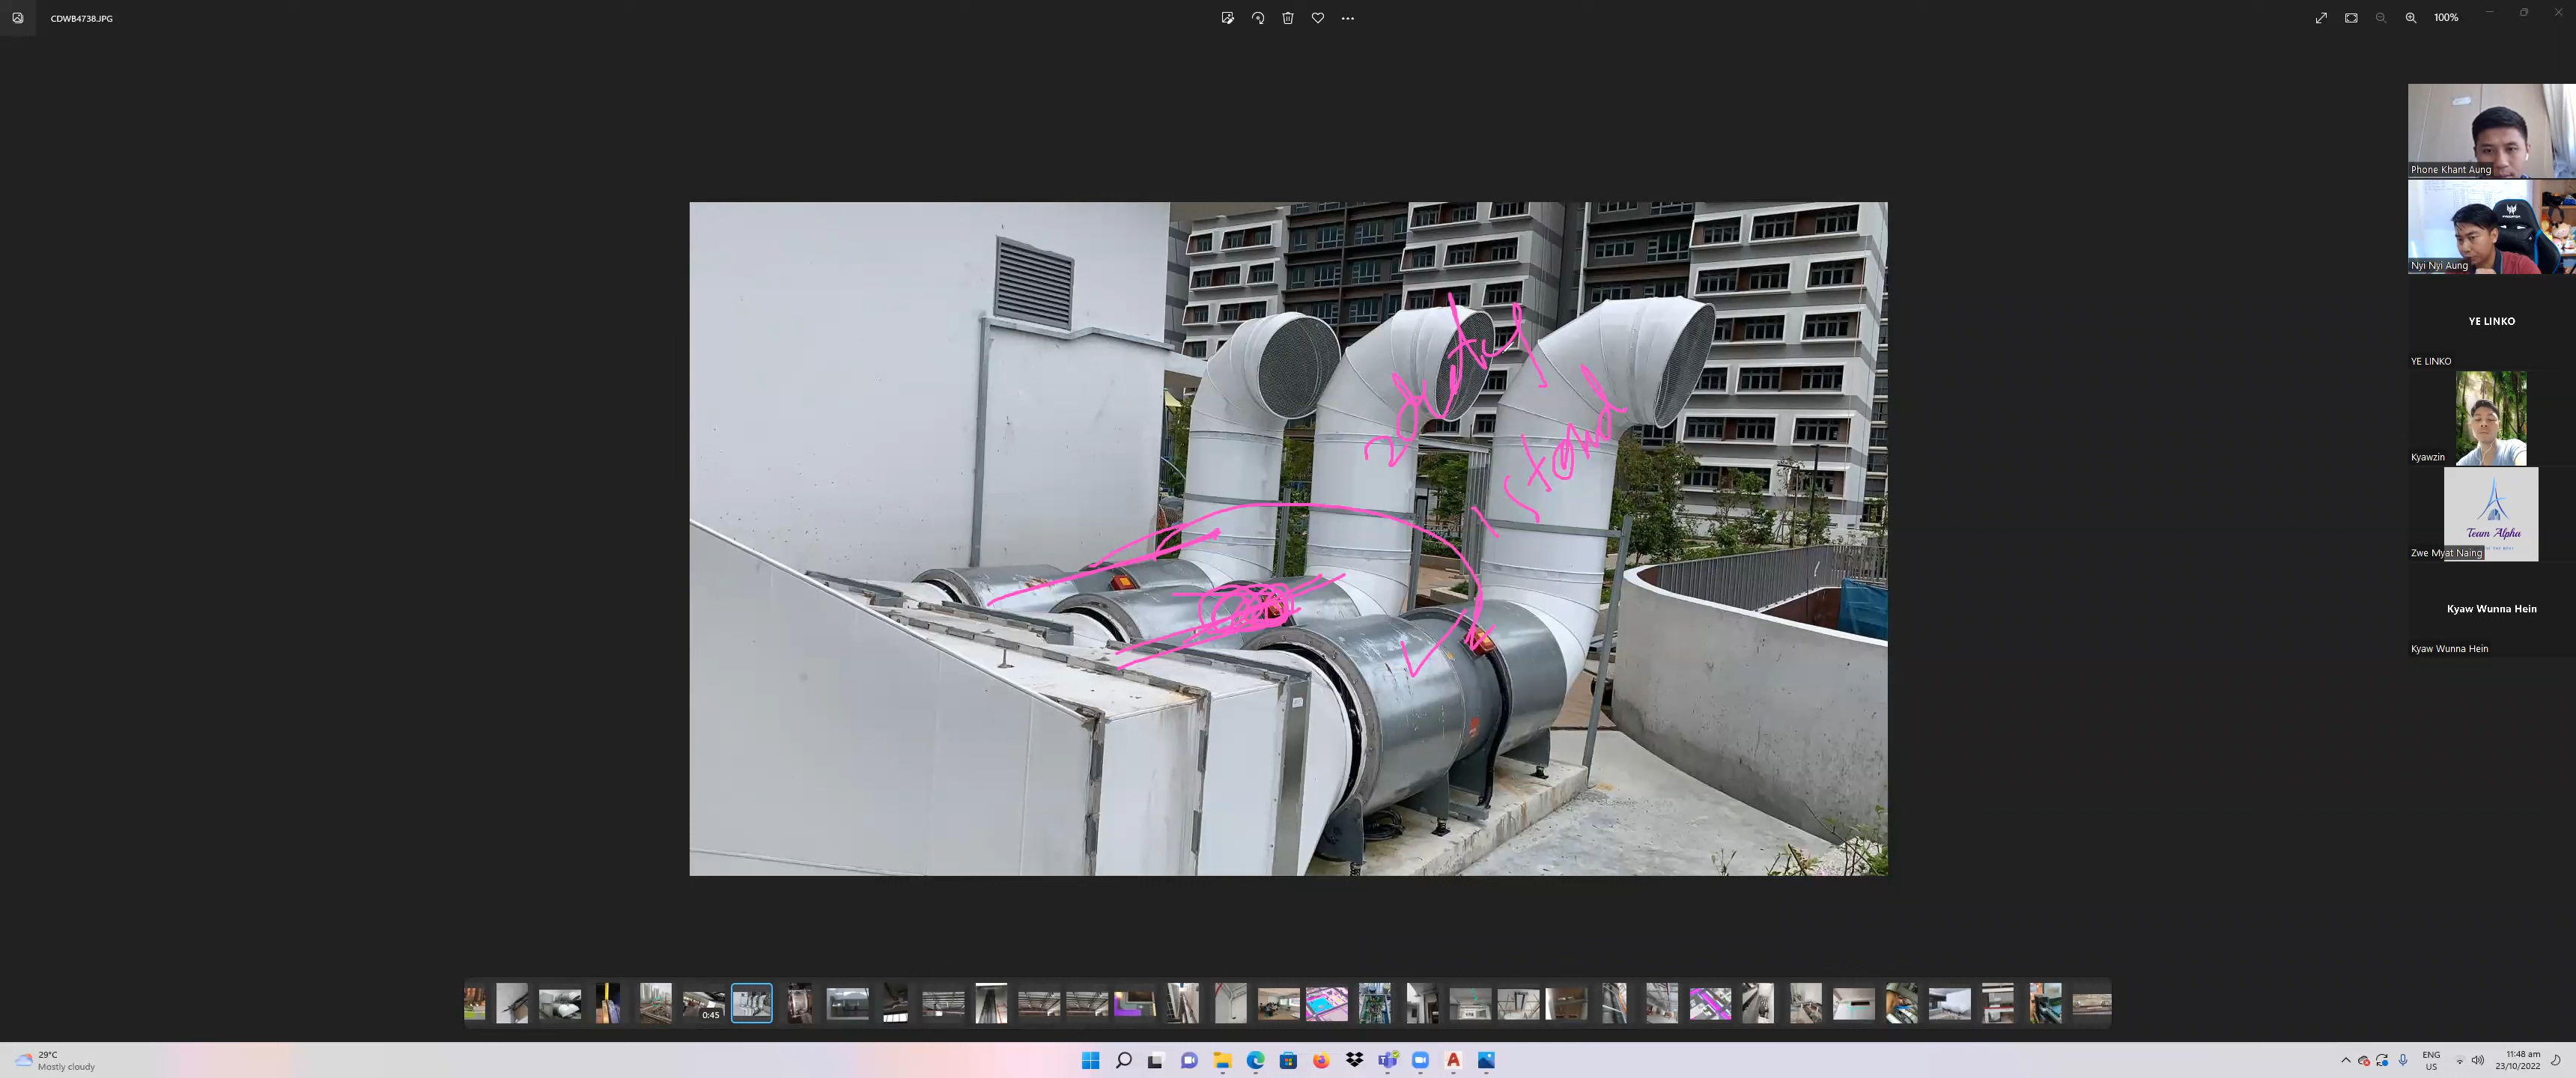 CDWB4738.JPG
100%
Phone Khant Aung
Nyi Nyi Aung
YE LINKO
YE LINKO
Kyawzin
Team Alpha
Zwe Myat Naing
Kyaw Wunna Hein
Kyaw Wunna Hein
0:45
29°C
Mostly cloudy
ENG
US
11:48 am
23/10/2022